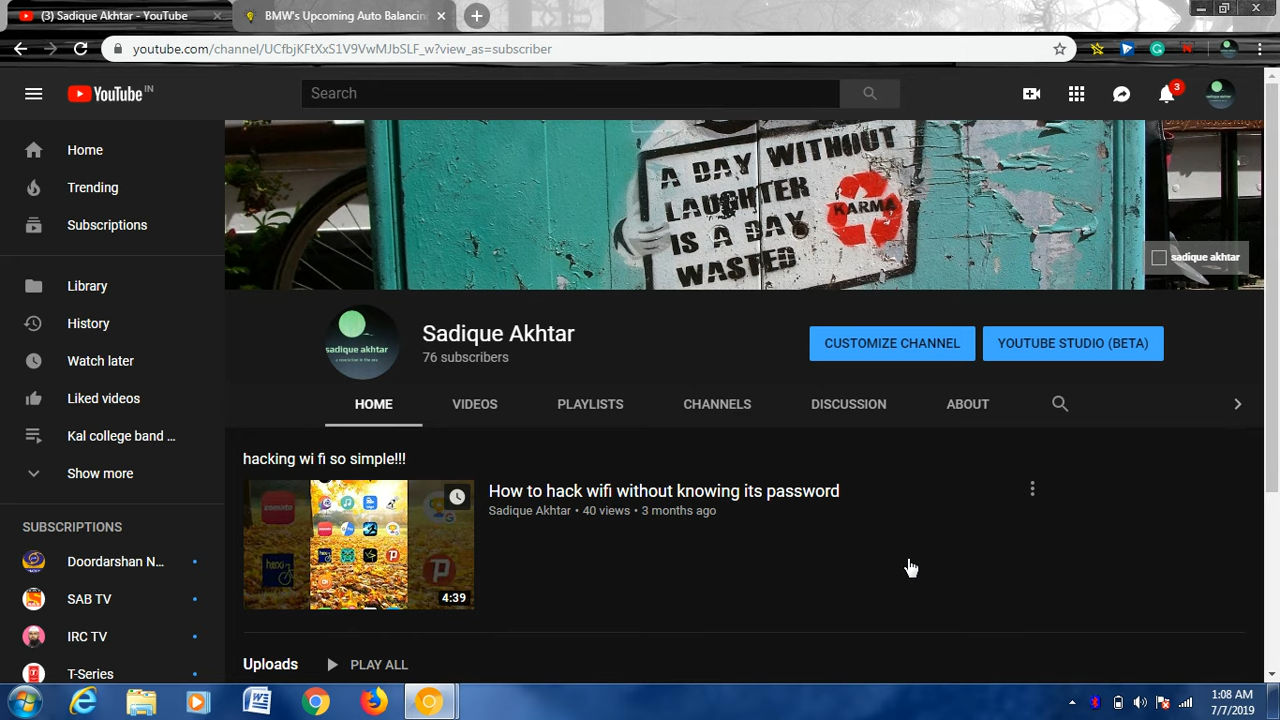 (3) Sadique Akhtar - YouTube
BMW's Upcoming Auto Balancin
youtube.com/channel/UCfbjKFtXxS1V9VwMJbSLF_w?view_as=subscriber
YouTube IN
Search
3
Home
Trending
Subscriptions
Library
History
Watch later
Liked videos
Kal college band ...
Show more
SUBSCRIPTIONS
Doordarshan N...
SAB TV
IRC TV
T-Series
A DAY WITHOUT
LAUGHTER
IS A DAY
WASTED
KARMA
sadique akhtar
sadique akhtar
Sadique Akhtar
76 subscribers
CUSTOMIZE CHANNEL
YOUTUBE STUDIO (BETA)
HOME
VIDEOS
PLAYLISTS
CHANNELS
DISCUSSION
ABOUT
hacking wi fi so simple!!!
4:39
How to hack wifi without knowing its password
Sadique Akhtar • 40 views • 3 months ago
Uploads
PLAY ALL
1:08 AM
7/7/2019